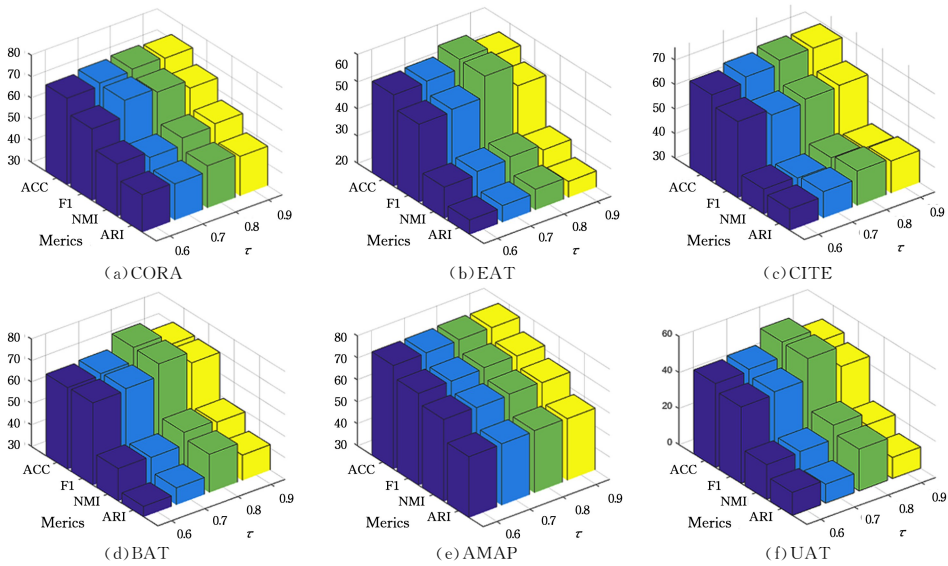 80
70
60
50
40
30
ACC
F1
NMI
ARI
Merics
0.6
0.7
0.8
0.9
τ
(a)CORA
60
50
40
30
20
ACC
F1
NMI
ARI
Merics
0.6
0.7
0.8
0.9
τ
(b)EAT
70
60
50
40
30
ACC
F1
NMI
ARI
Merics
0.6
0.7
0.8
0.9
τ
(c)CITE
80
70
60
50
40
30
ACC
F1
NMI
ARI
Merics
0.6
0.7
0.8
0.9
τ
(d)BAT
80
70
60
50
40
30
ACC
F1
NMI
ARI
Merics
0.6
0.7
0.8
0.9
τ
(e)AMAP
60
40
20
0
ACC
F1
NMI
ARI
Merics
0.6
0.7
0.8
0.9
τ
(f)UAT